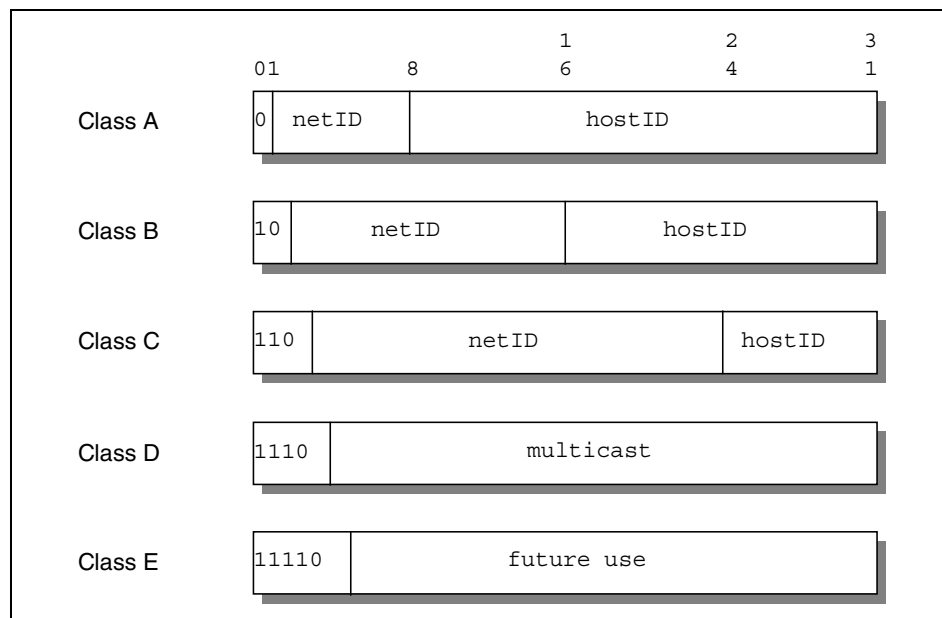 1 2 3
01 8 6 4 1
Class A 0 netID hostID
Class B 10 netID hostID
Class C 110 netID hostID
Class D 1110 multicast
Class E 11110 future use